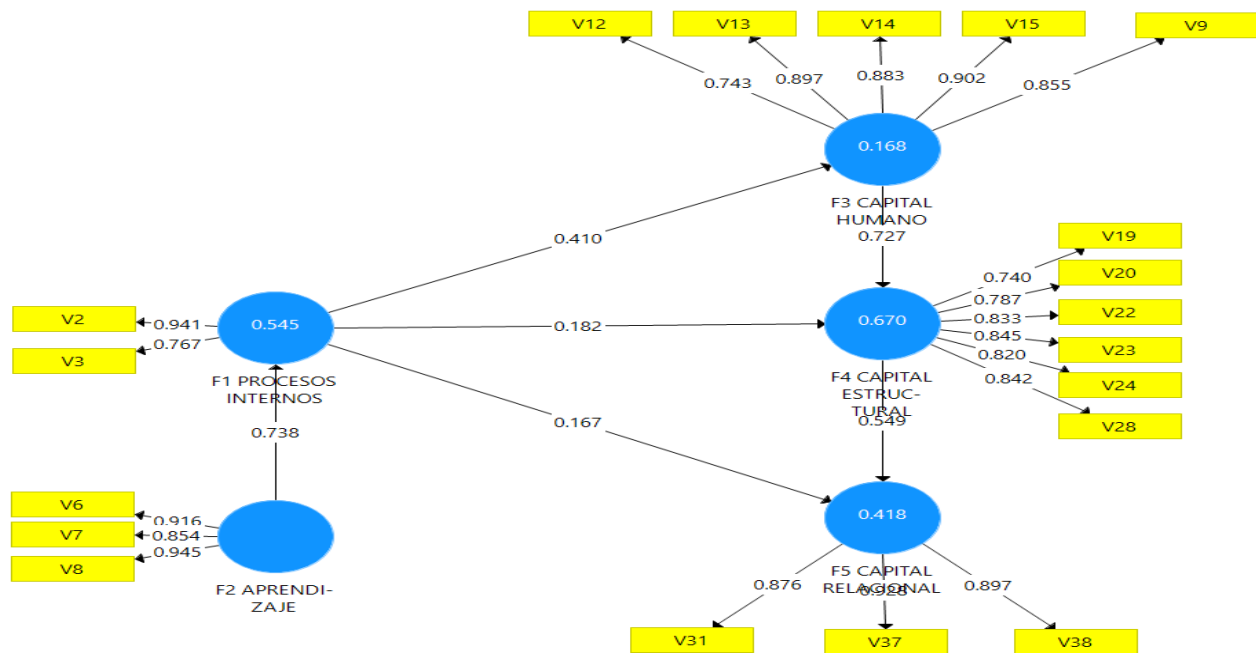 V12
V13
V14
V15
V9
0.743
0.897
0.883
0.902
0.855
0.168
F3 CAPITAL
HUMANO
0.410
0.727
V19
V20
V22
V23
V24
V28
0.740
0.787
0.833
0.845
0.820
0.842
V2
V3
0.941
0.767
0.545
F1 PROCESOS
INTERNOS
0.182
0.670
F4 CAPITAL
ESTRUC-
TURAL
0.167
0.549
0.738
V6
V7
V8
0.916
0.854
0.945
F2 APRENDI-
ZAJE
0.418
F5 CAPITAL
RELACIONAL
0.876
0.928
0.897
V31
V37
V38